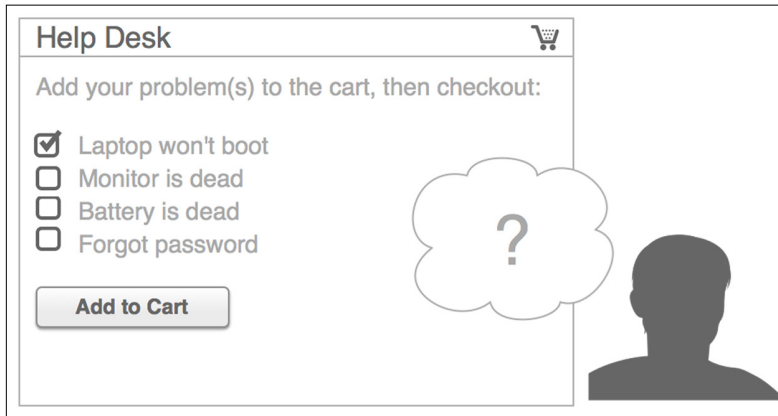 Help Desk
Add your problem(s) to the cart, then checkout:
Laptop won't boot
Monitor is dead
Battery is dead
Forgot password
?
Add to Cart